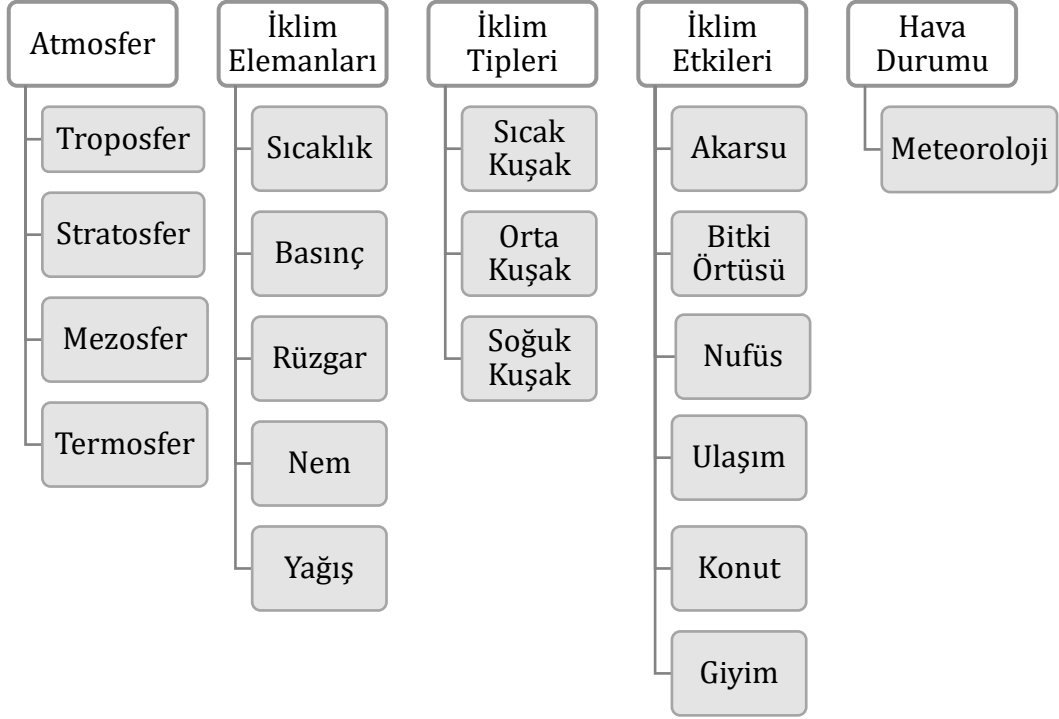 Atmosfer
Troposfer
Stratosfer
Mezosfer
Termosfer
İklim
Elemanları
Sıcaklık
Basınç
Rüzgar
Nem
Yağış
İklim
Tipleri
Sıcak
Kuşak
Orta
Kuşak
Soğuk
Kuşak
İklim
Etkileri
Akarsu
Bitki
Örtüsü
Nufüs
Ulaşım
Konut
Giyim
Hava
Durumu
Meteoroloji